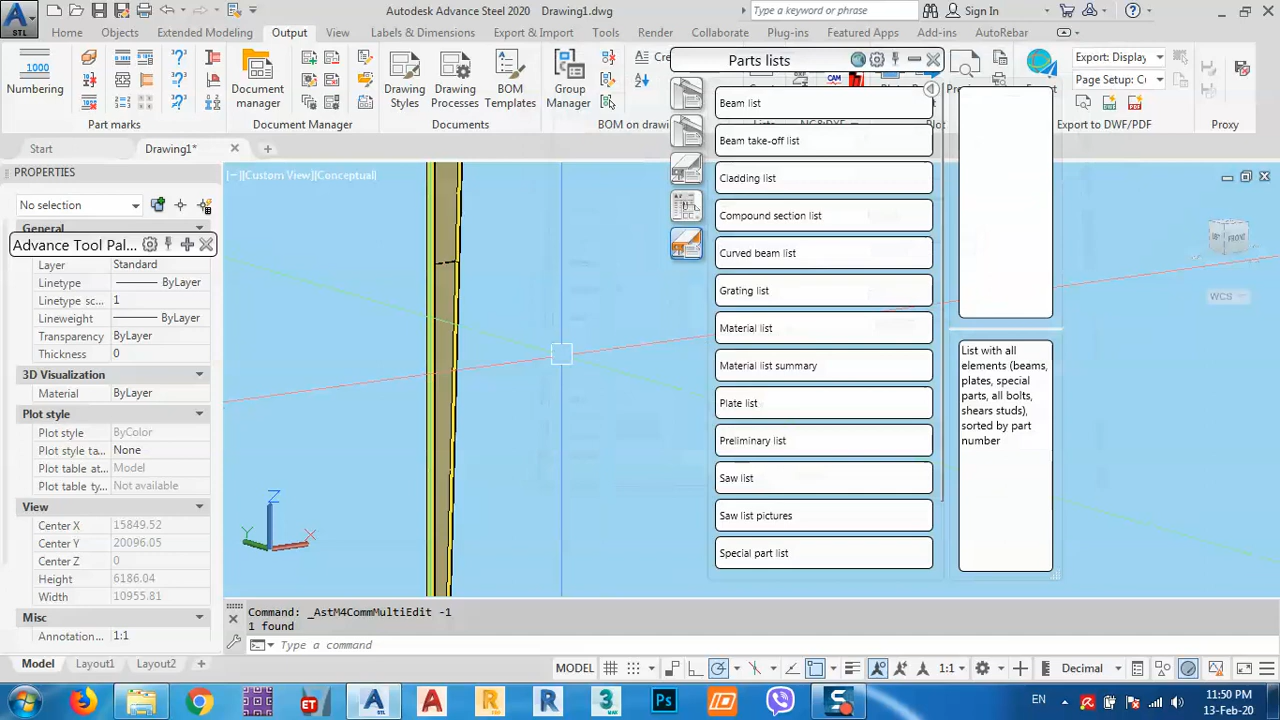 STL
Autodesk Advance Steel 2020 Drawing1.dwg
Type a keyword or phrase
Sign In
Home Objects Extended Modeling Output View Labels & Dimensions Export & Import Tools Render Collaborate Plug-ins Featured Apps Add-ins AutoRebar
1000
Numbering
Document manager
Drawing Styles
Drawing Processes
BOM Templates
Group Manager
Export: Display
Page Setup: C
Part marks
Document Manager
Documents
BOM on drawin
Export to DWF/PDF
Proxy
Start
Drawing1*
Parts lists
Beam list
Beam take-off list
Cladding list
Compound section list
Curved beam list
Grating list
Material list
Material list summary
Plate list
Preliminary list
Saw list
Saw list pictures
Special part list
List with all
elements (beams,
plates, special
parts, all bolts,
shears studs),
sorted by part
number
PROPERTIES
No selection
General
Advance Tool Pal...
Layer Standard
Linetype ByLayer
Linetype sc... 1
Lineweight ByLayer
Transparency ByLayer
Thickness 0
3D Visualization
Material ByLayer
Plot style
Plot style ByColor
Plot style ta... None
Plot table at... Model
Plot table ty... Not available
View
Center X 15849.52
Center Y 20096.05
Center Z 0
Height 6186.04
Width 10955.81
Misc
Annotation... 1:1
[−][Custom View][Conceptual]
FRONT
WCS
Z
Y
X
Command: _AstM4CommMultiEdit -1
1 found
Type a command
Model Layout1 Layout2
MODEL
1:1
Decimal
EN
11:50 PM
13-Feb-20